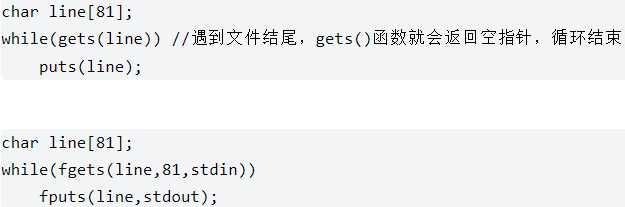 char line[81];
while(gets(line)) //遇到文件结尾，gets()函数就会返回空指针，循环结束
    puts(line);
char line[81];
while(fgets(line,81,stdin))
    fputs(line,stdout);